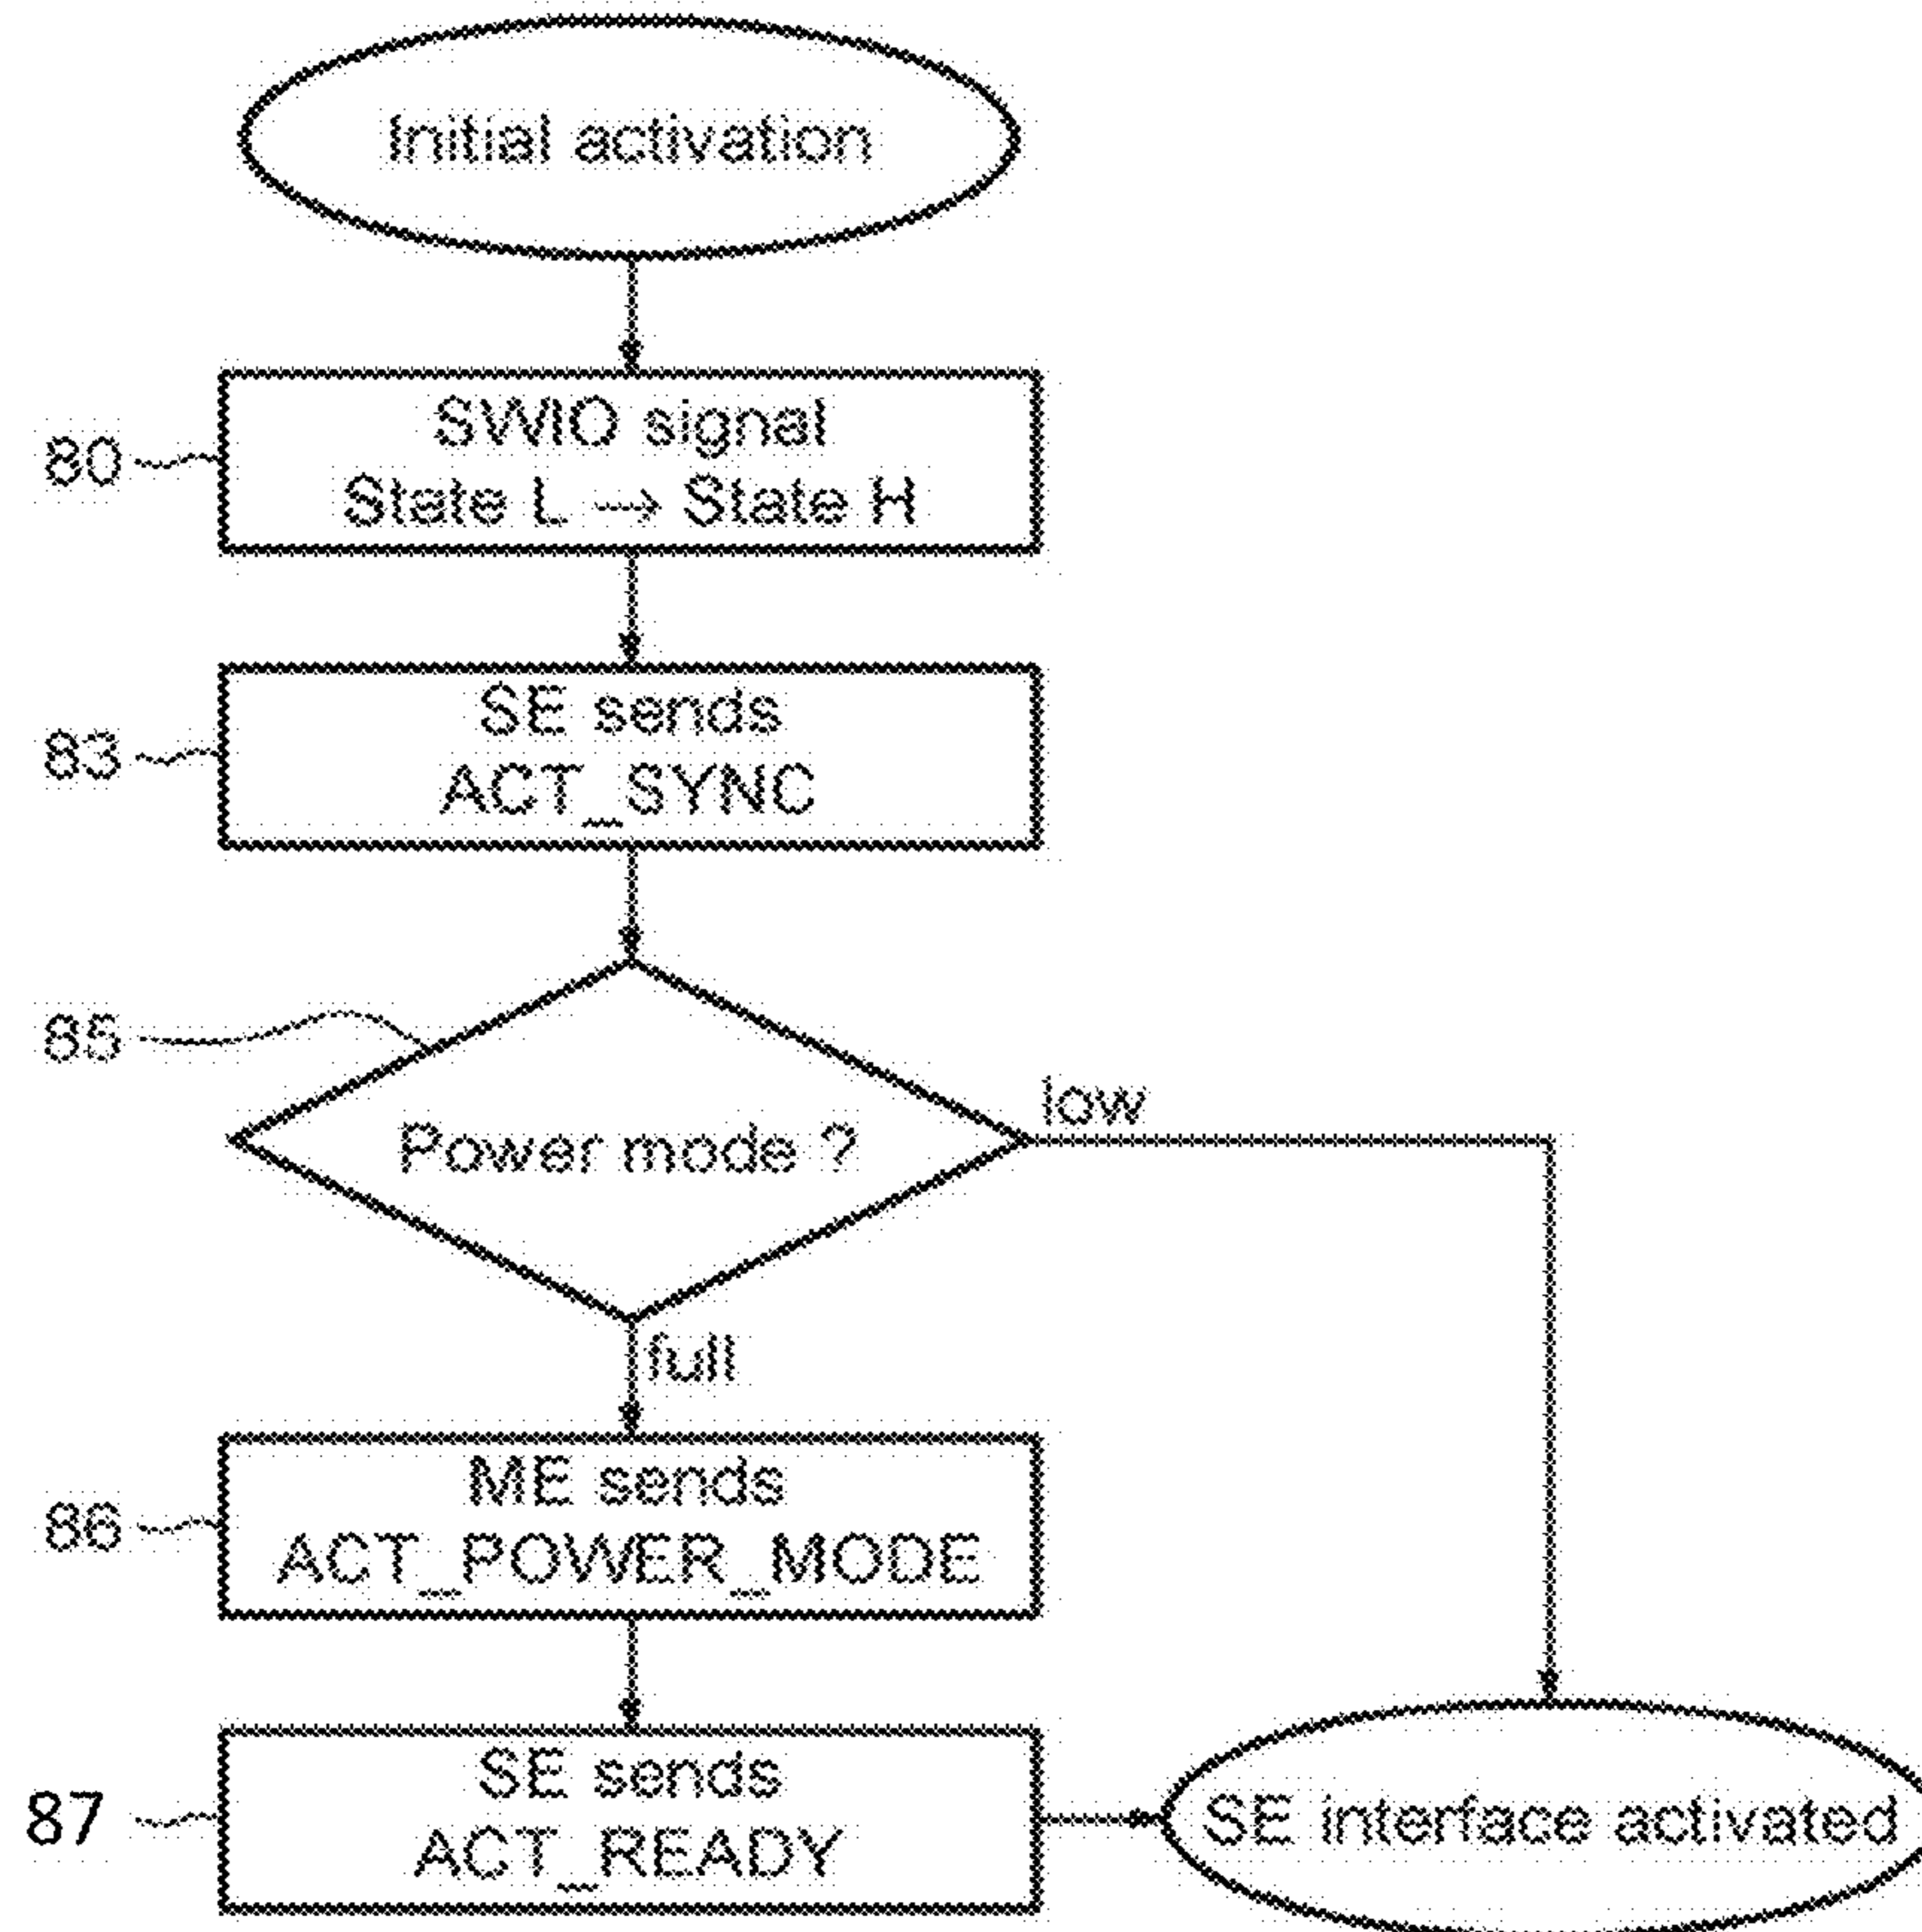 Initial activation
80
SWIO signal
State L → State H
83
SE sends
ACT_SYNC
85
Power mode ?
low
full
86
ME sends
ACT_POWER_MODE
87
SE sends
ACT_READY
SE interface activated